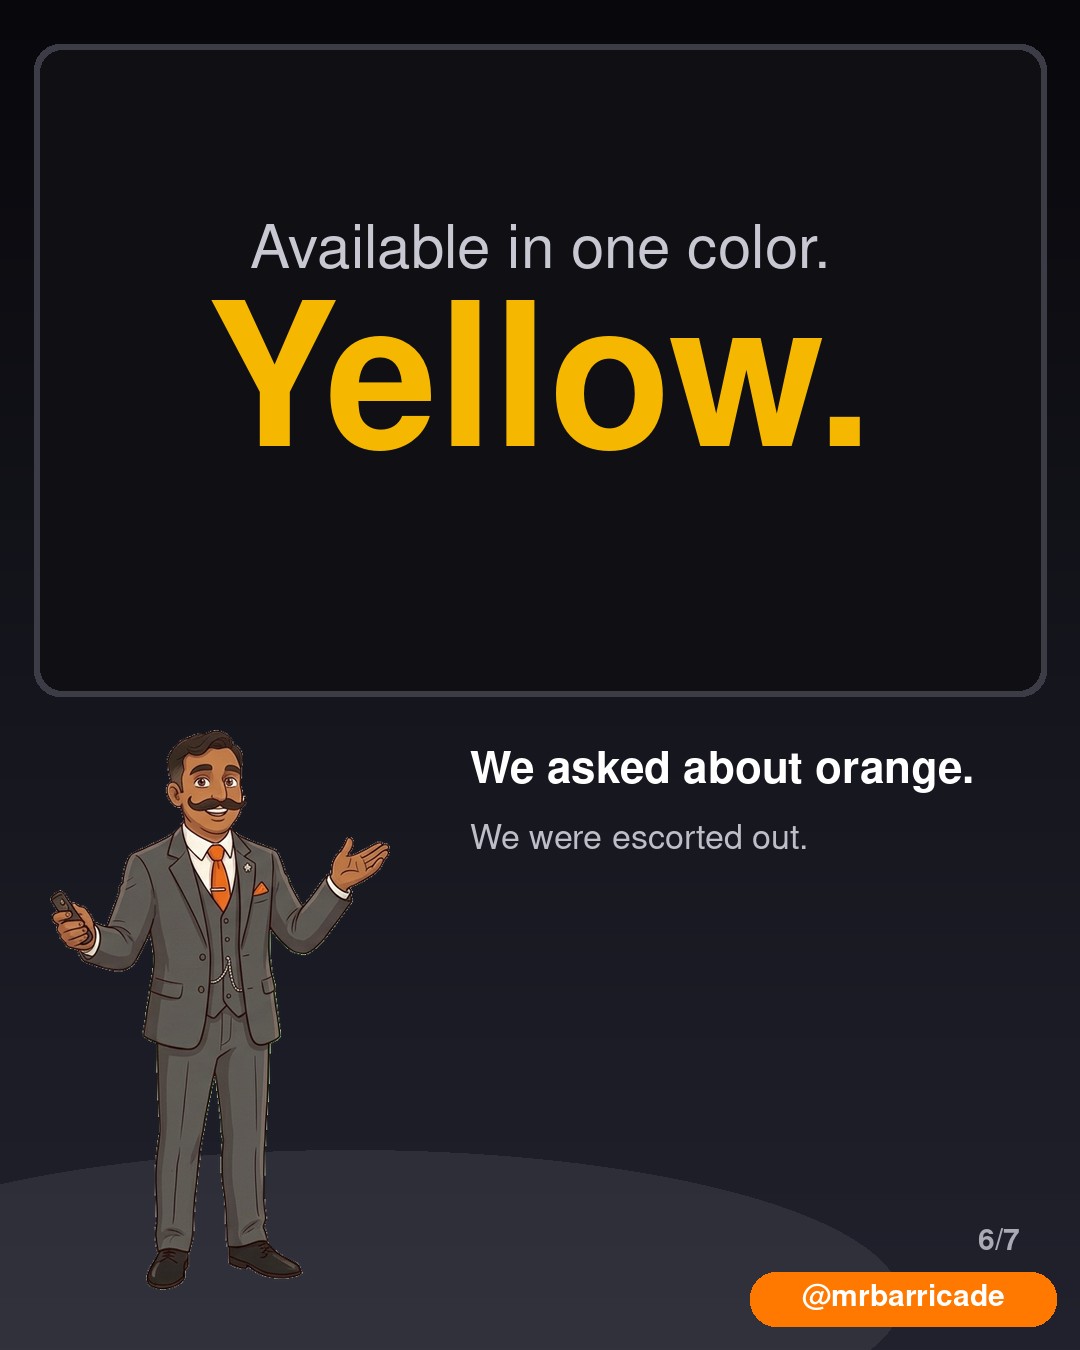 Available in one color.
Yellow.
We asked about orange.
We were escorted out.
6/7
@mrbarricade